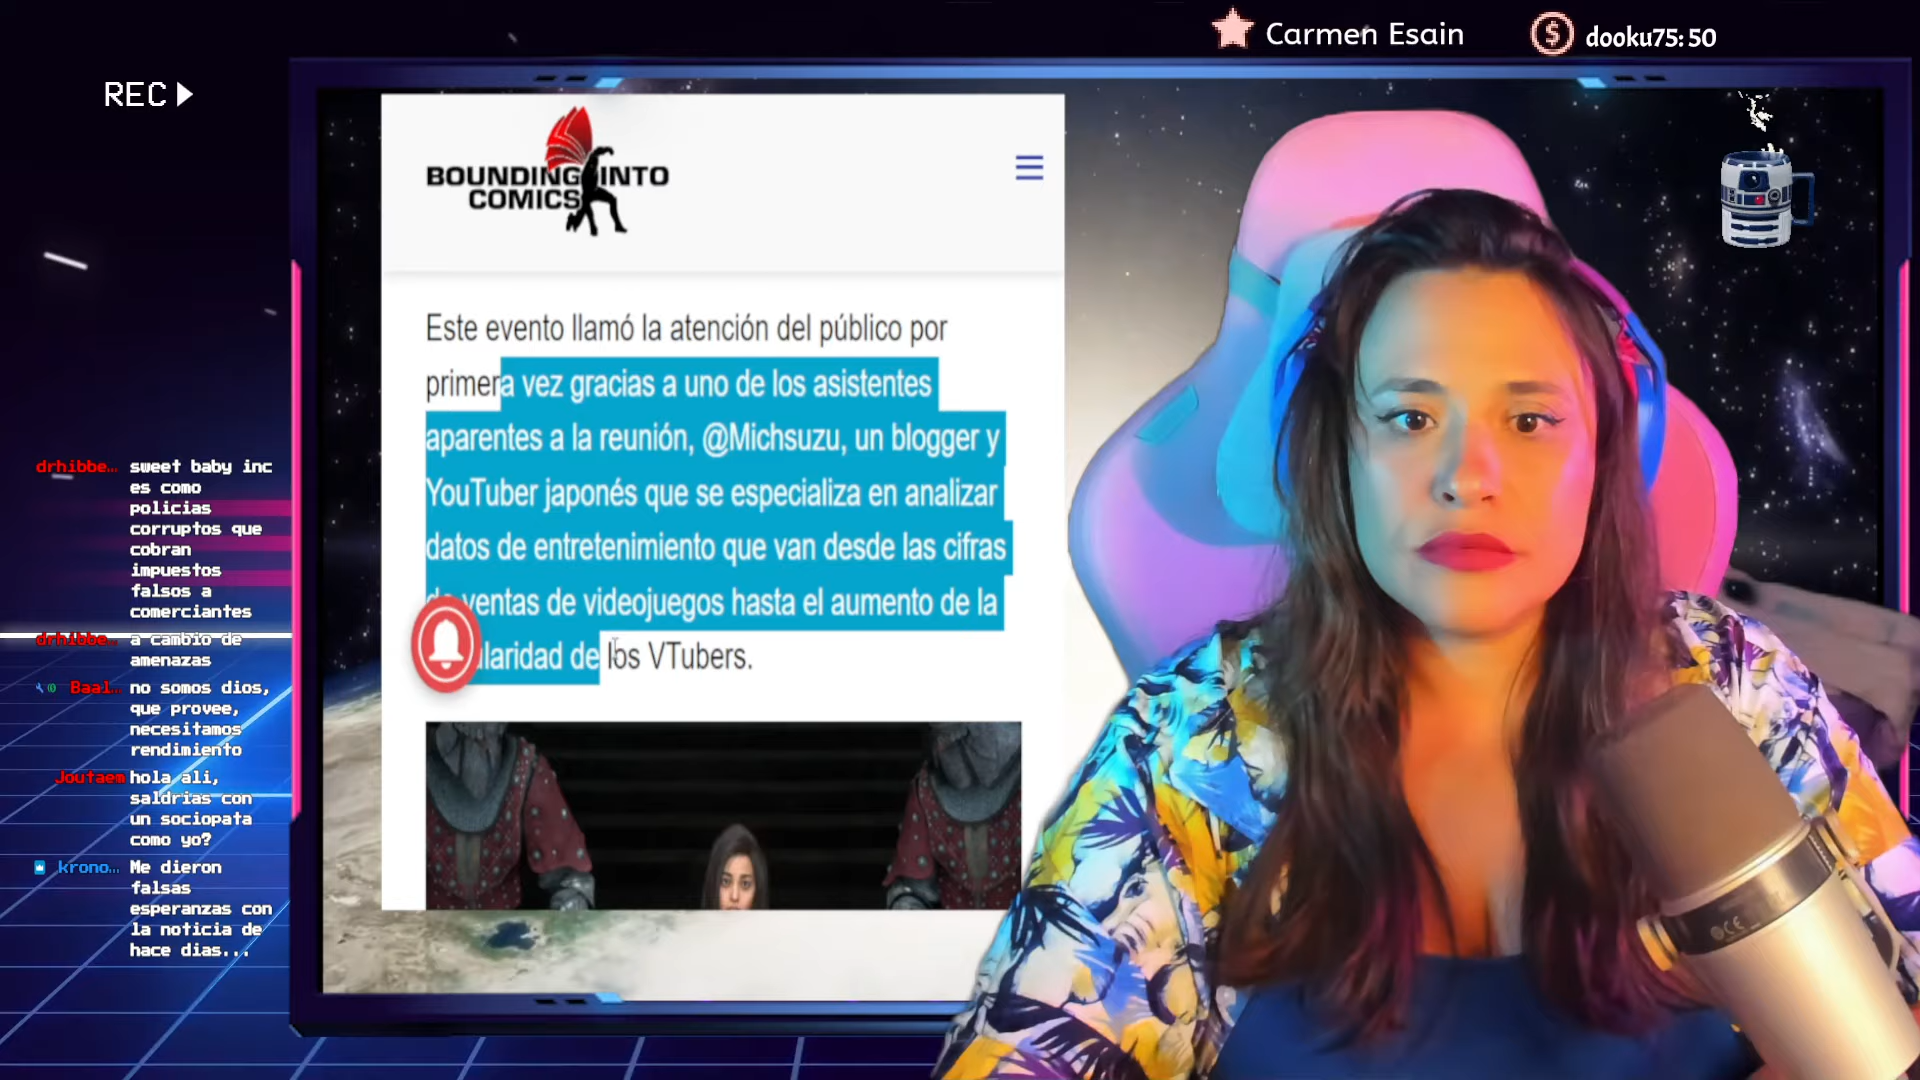 Carmen Esain
dooku75: 50
REC
BOUNDING INTO
COMICS
Este evento llamó la atención del público por
primera vez gracias a uno de los asistentes
aparentes a la reunión, @Michsuzu, un blogger y
YouTuber japonés que se especializa en analizar
datos de entretenimiento que van desde las cifras
ventas de videojuegos hasta el aumento de la
de los VTubers.
drhibbe... sweet baby inc
es como
policias
corruptos que
cobran
impuestos
falsos a
comerciantes
drhibbe... a cambio de
amenazas
Baal... no somos dios,
que provee,
necesitamos
rendimiento
Joutaem hola ali,
saldrias con
un sociopata
como yo?
krono... Me dieron
falsas
esperanzas con
la noticia de
hace dias...